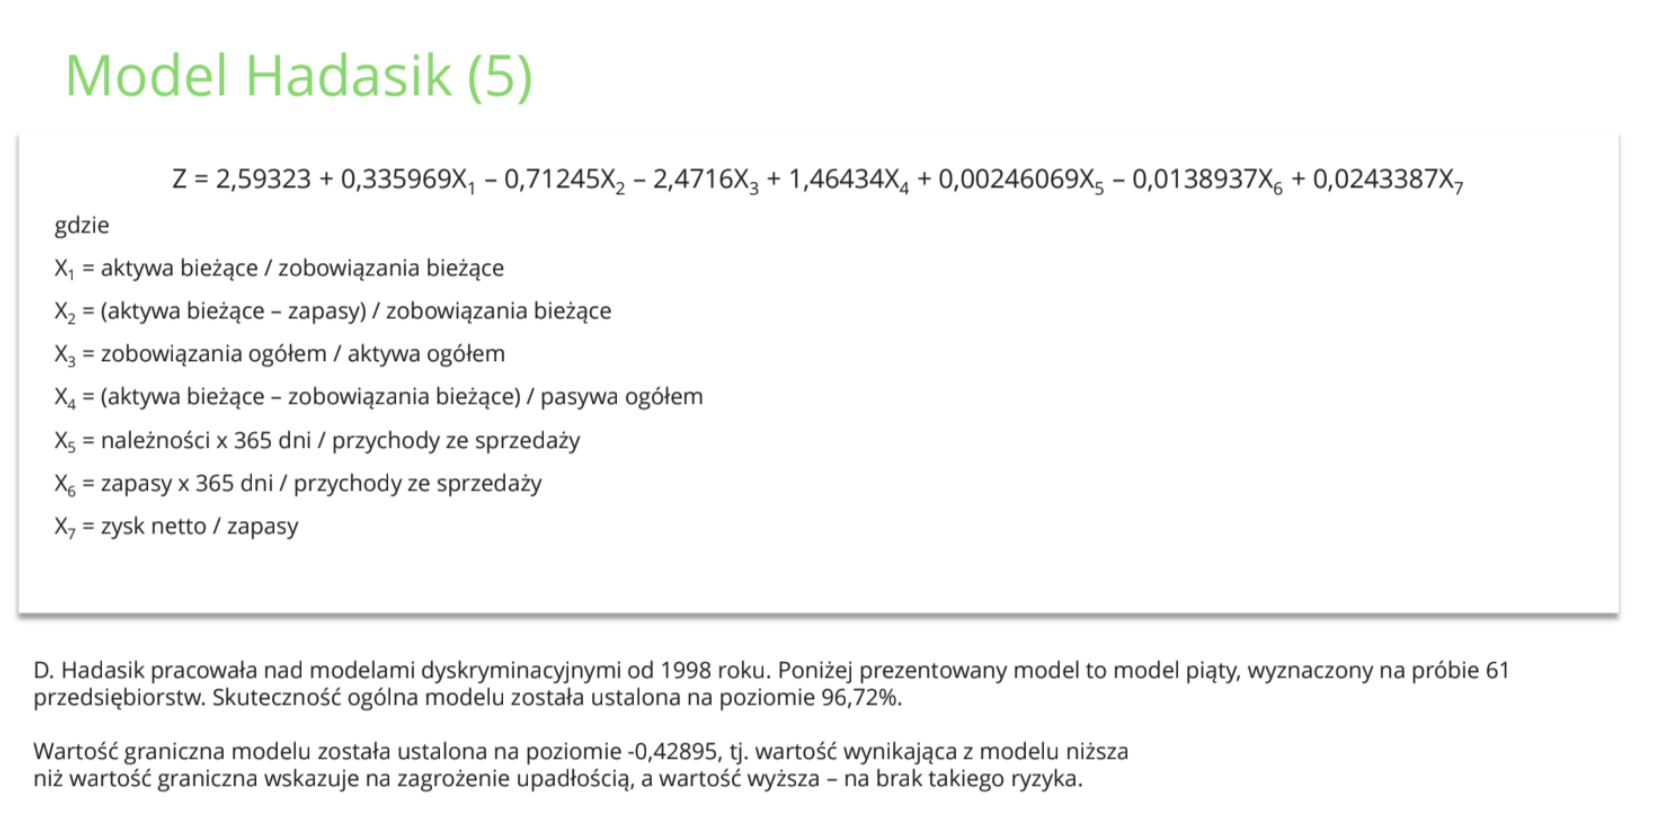 Model Hadasik (5)
Z = 2,59323 + 0,335969X₁ – 0,71245X₂ – 2,4716X₃ + 1,46434X₄ + 0,00246069X₅ – 0,0138937X₆ + 0,0243387X₇
gdzie
X₁ = aktywa bieżące / zobowiązania bieżące
X₂ = (aktywa bieżące – zapasy) / zobowiązania bieżące
X₃ = zobowiązania ogółem / aktywa ogółem
X₄ = (aktywa bieżące – zobowiązania bieżące) / pasywa ogółem
X₅ = należności x 365 dni / przychody ze sprzedaży
X₆ = zapasy x 365 dni / przychody ze sprzedaży
X₇ = zysk netto / zapasy
D. Hadasik pracowała nad modelami dyskryminacyjnymi od 1998 roku. Poniżej prezentowany model to model piąty, wyznaczony na próbie 61
przedsiębiorstw. Skuteczność ogólna modelu została ustalona na poziomie 96,72%.
Wartość graniczna modelu została ustalona na poziomie -0,42895, tj. wartość wynikająca z modelu niższa
niż wartość graniczna wskazuje na zagrożenie upadłością, a wartość wyższa – na brak takiego ryzyka.